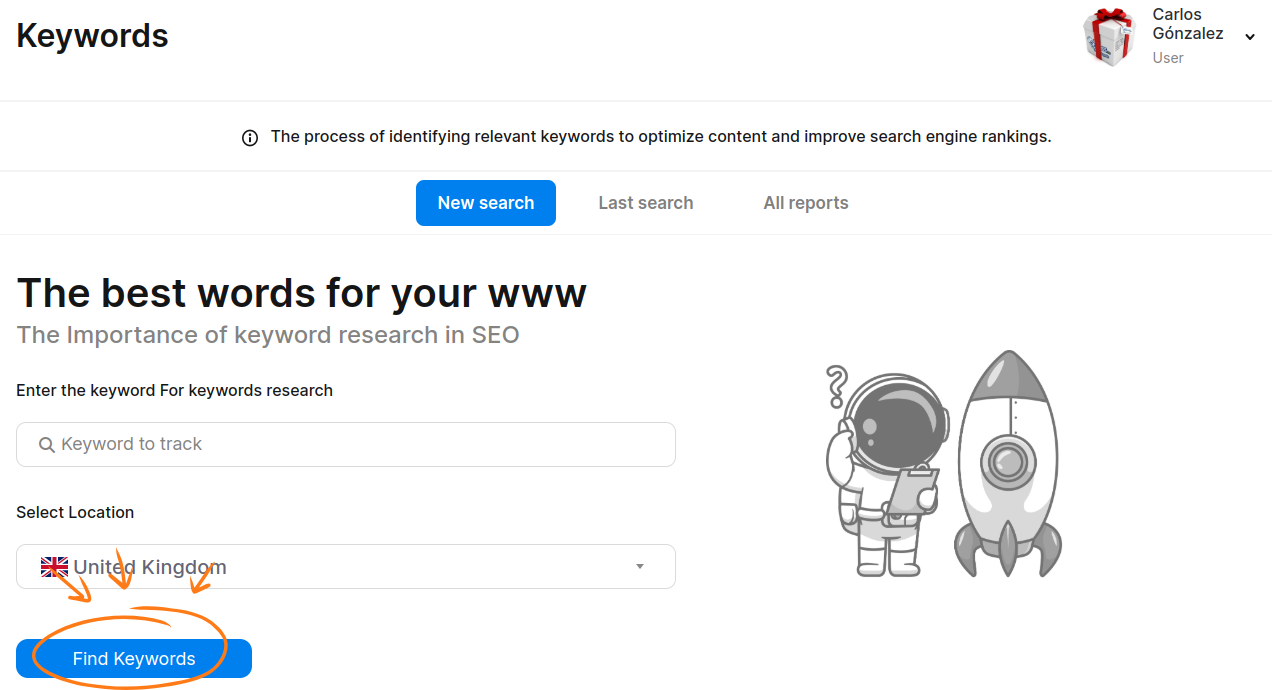 Keywords
Carlos
Gónzalez
User
The process of identifying relevant keywords to optimize content and improve search engine rankings.
New search
Last search
All reports
The best words for your www
The Importance of keyword research in SEO
Enter the keyword For keywords research
Keyword to track
Select Location
United Kingdom
Find Keywords